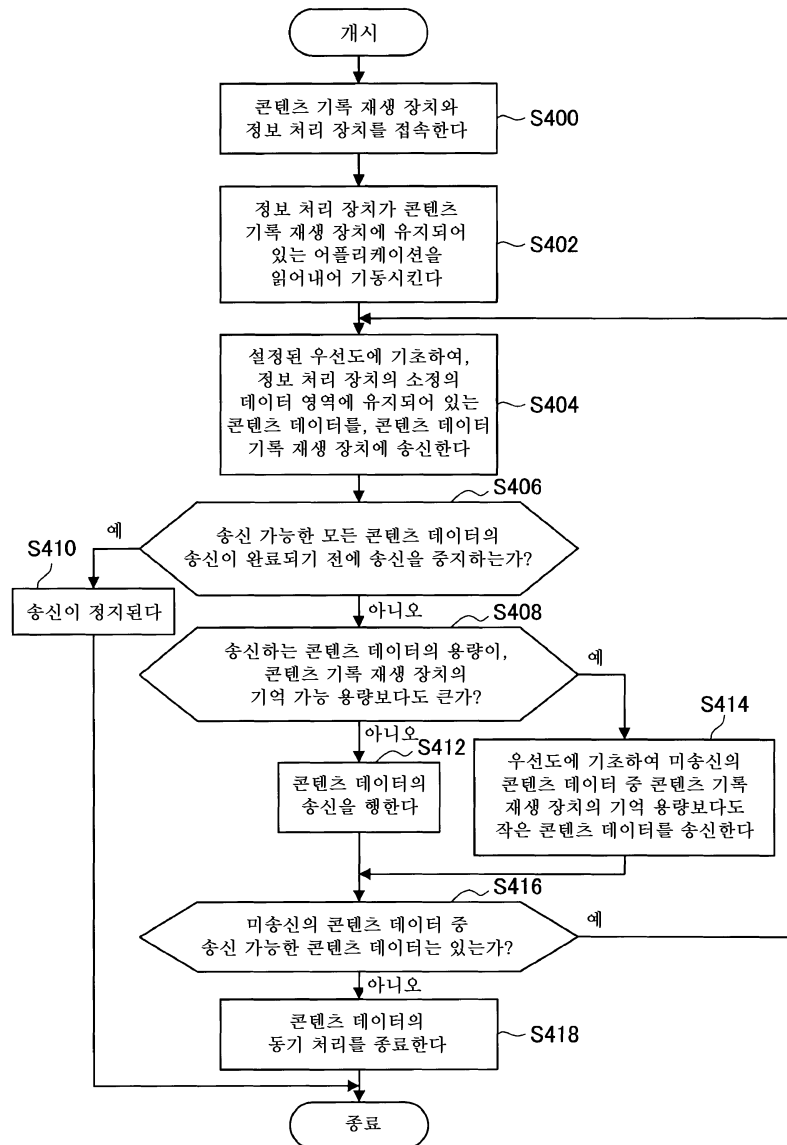 개시
콘텐츠 기록 재생 장치와
정보 처리 장치를 접속한다
S400
정보 처리 장치가 콘텐츠
기록 재생 장치에 유지되어
있는 어플리케이션을
읽어내어 기동시킨다
S402
설정된 우선도에 기초하여,
정보 처리 장치의 소정의
데이터 영역에 유지되어 있는
콘텐츠 데이터를, 콘텐츠 데이터
기록 재생 장치에 송신한다
S404
S406
예
송신 가능한 모든 콘텐츠 데이터의
송신이 완료되기 전에 송신을 중지하는가?
S410
송신이 정지된다
아니오
S408
송신하는 콘텐츠 데이터의 용량이,
콘텐츠 기록 재생 장치의
기억 가능 용량보다도 큰가?
예
아니오
S412
콘텐츠 데이터의
송신을 행한다
S414
우선도에 기초하여 미송신의
콘텐츠 데이터 중 콘텐츠 기록
재생 장치의 기억 용량보다도
작은 콘텐츠 데이터를 송신한다
S416
미송신의 콘텐츠 데이터 중
송신 가능한 콘텐츠 데이터는 있는가?
예
아니오
콘텐츠 데이터의
동기 처리를 종료한다
S418
종료